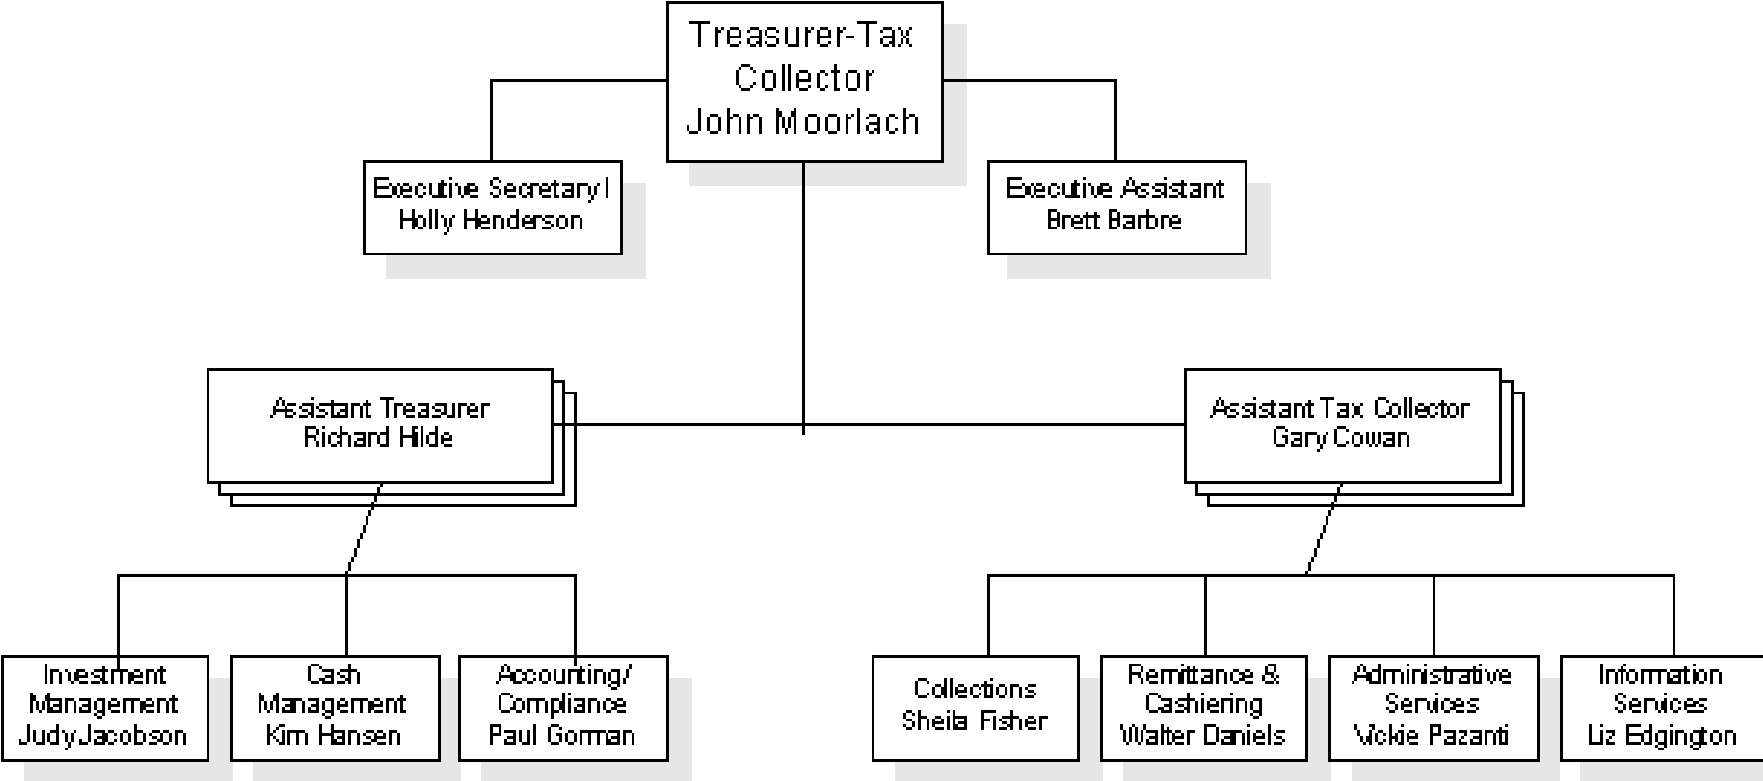 Treasurer-Tax
Collector
John Moorlach
Executive Secretary I
Holly Henderson
Executive Assistant
Brett Barbre
Assistant Treasurer
Richard Hilde
Assistant Tax Collector
Gary Cowan
Investment
Management
Judy Jacobson
Cash
Management
Kim Hansen
Accounting/
Compliance
Paul Gorman
Collections
Sheila Fisher
Remittance &
Cashiering
Walter Daniels
Administrative
Services
Vickie Pazanti
Information
Services
Liz Edgington